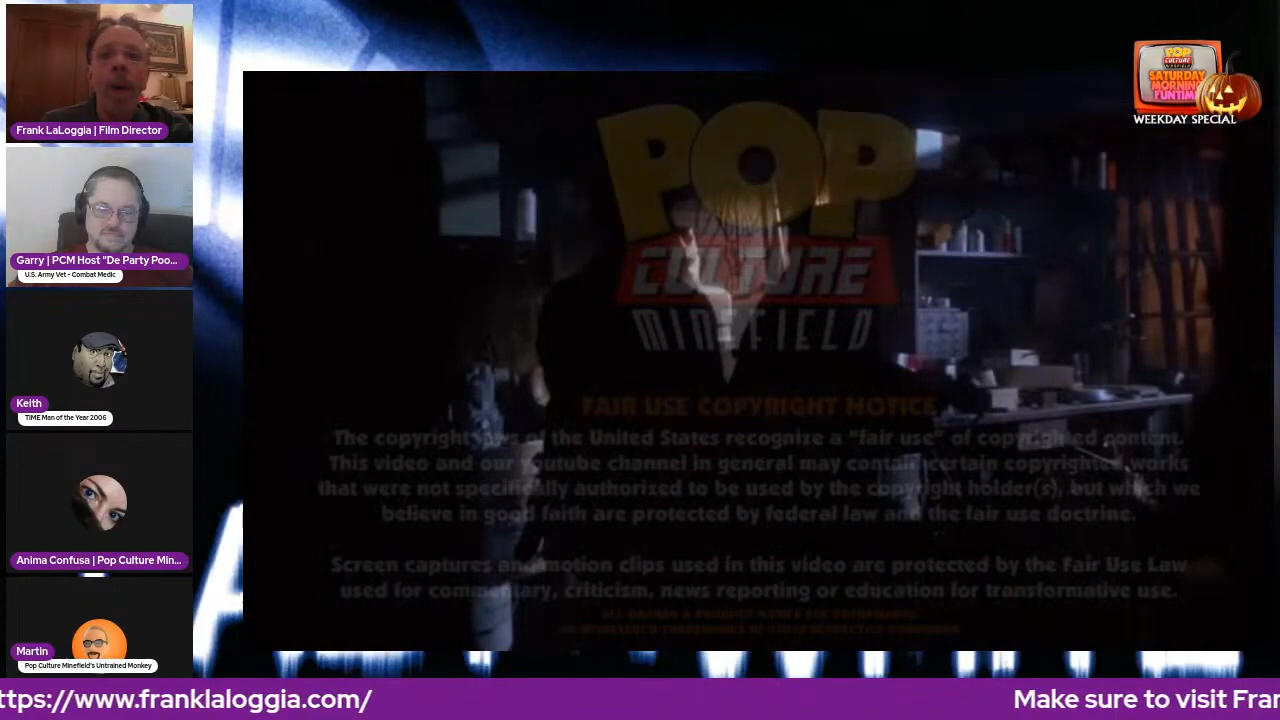 Frank LaLoggia | Film Director
Garry | PCM Host "De Party Poo...
U.S. Army Vet - Combat Medic
Keith
TIME Man of the Year 2006
Anima Confusa | Pop Culture Min...
Martin
Pop Culture Minefield's Untrained Monkey
POP
CULTURE
MINEFIELD
SATURDAY
MORNING
FUNTIME
WEEKDAY SPECIAL
POP
CULTURE
MINEFIELD
FAIR USE COPYRIGHT NOTICE
The copyright laws of the United States recognize a "fair use" of copyrighted content.
This video and our youtube channel in general may contain certain copyrighted works
that were not specifically authorized to be used by the copyright holder(s), but which we
believe in good faith are protected by federal law and the fair use doctrine.
Screen captures and motion clips used in this video are protected by the Fair Use Law
used for commentary, criticism, news reporting or education for transformative use.
ttps://www.franklaloggia.com/
Make sure to visit Fran